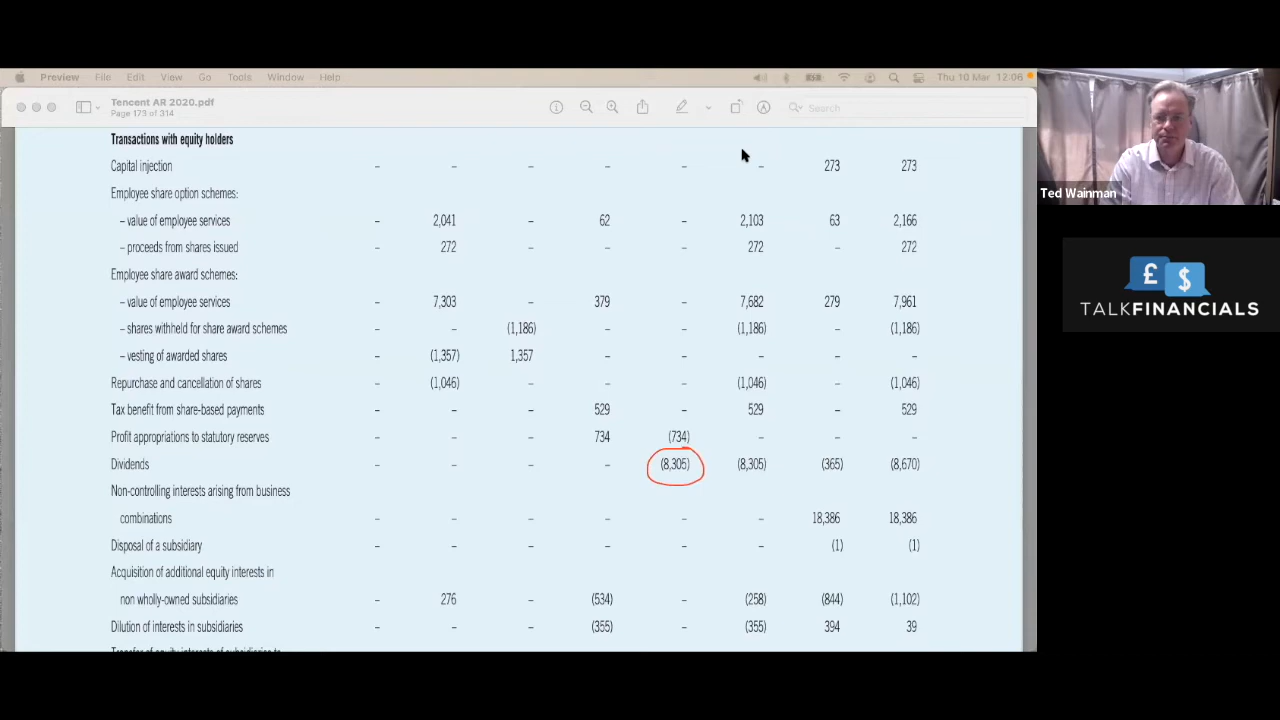 Preview File Edit View Go Tools Window Help Thu 10 Mar 12:06
Tencent AR 2020.pdf
Page 173 of 314
Search
Transactions with equity holders
Capital injection – – – – – – 273 273
Employee share option schemes:
– value of employee services – 2,041 – 62 – 2,103 63 2,166
– proceeds from shares issued – 272 – – – 272 – 272
Employee share award schemes:
– value of employee services – 7,303 – 379 – 7,682 279 7,961
– shares withheld for share award schemes – – (1,186) – – (1,186) – (1,186)
– vesting of awarded shares – (1,357) 1,357 – – – – –
Repurchase and cancellation of shares – (1,046) – – – (1,046) – (1,046)
Tax benefit from share-based payments – – – 529 – 529 – 529
Profit appropriations to statutory reserves – – – 734 (734) – – –
Dividends – – – – (8,305) (8,305) (365) (8,670)
Non-controlling interests arising from business
combinations – – – – – – 18,386 18,386
Disposal of a subsidiary – – – – – – (1) (1)
Acquisition of additional equity interests in
non wholly-owned subsidiaries – 276 – (534) – (258) (844) (1,102)
Dilution of interests in subsidiaries – – – (355) – (355) 394 39
Ted Wainman
£ $
TALKFINANCIALS